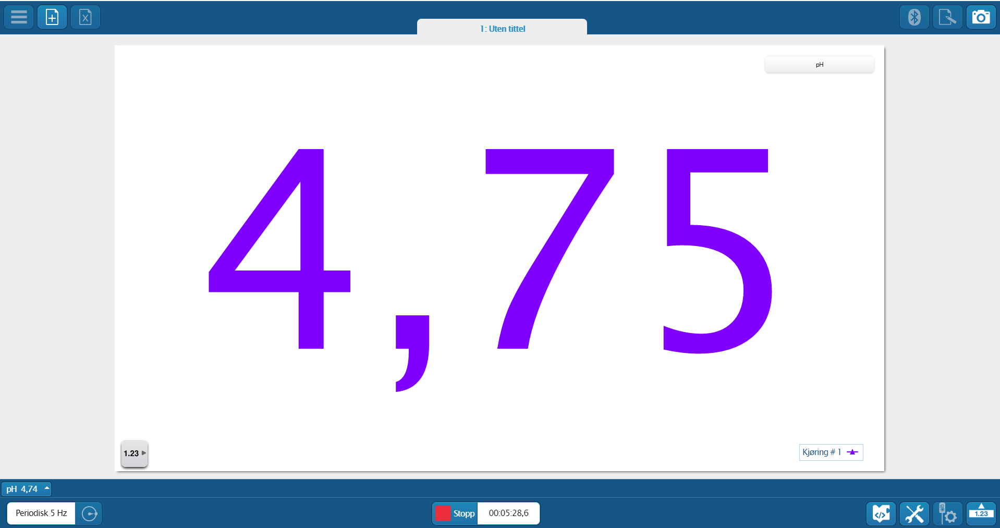 1: Uten tittel
pH
4,75
1.23
Kjøring # 1
pH 4,74
Periodisk 5 Hz
Stopp
00:05:28,6
1.23